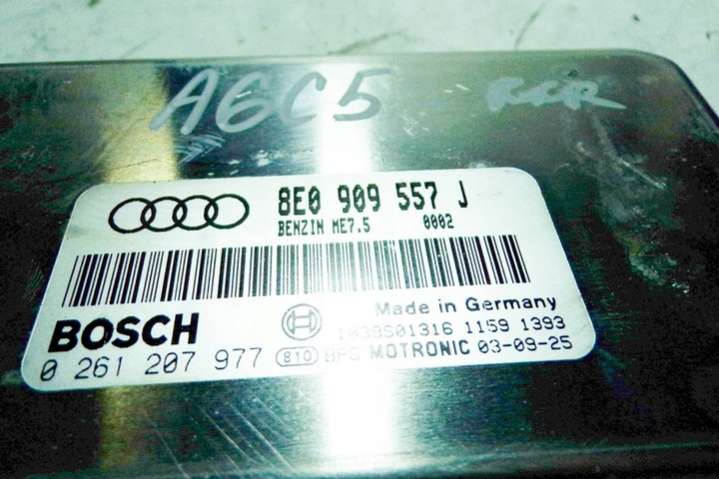 A6C5
8E0 909 557 J
BENZIN ME7.5 0002
Made in Germany
BOSCH
1039S01316 1159 1393
0 261 207 977 810 BFC MOTRONIC 03-09-25